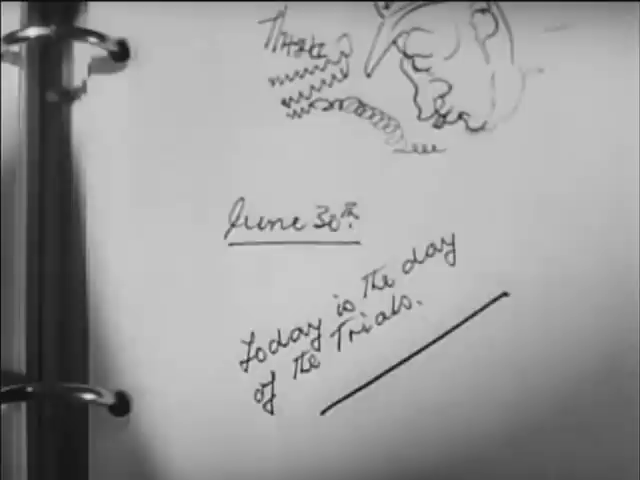 June 30th.
Today is the day
of the Trials.